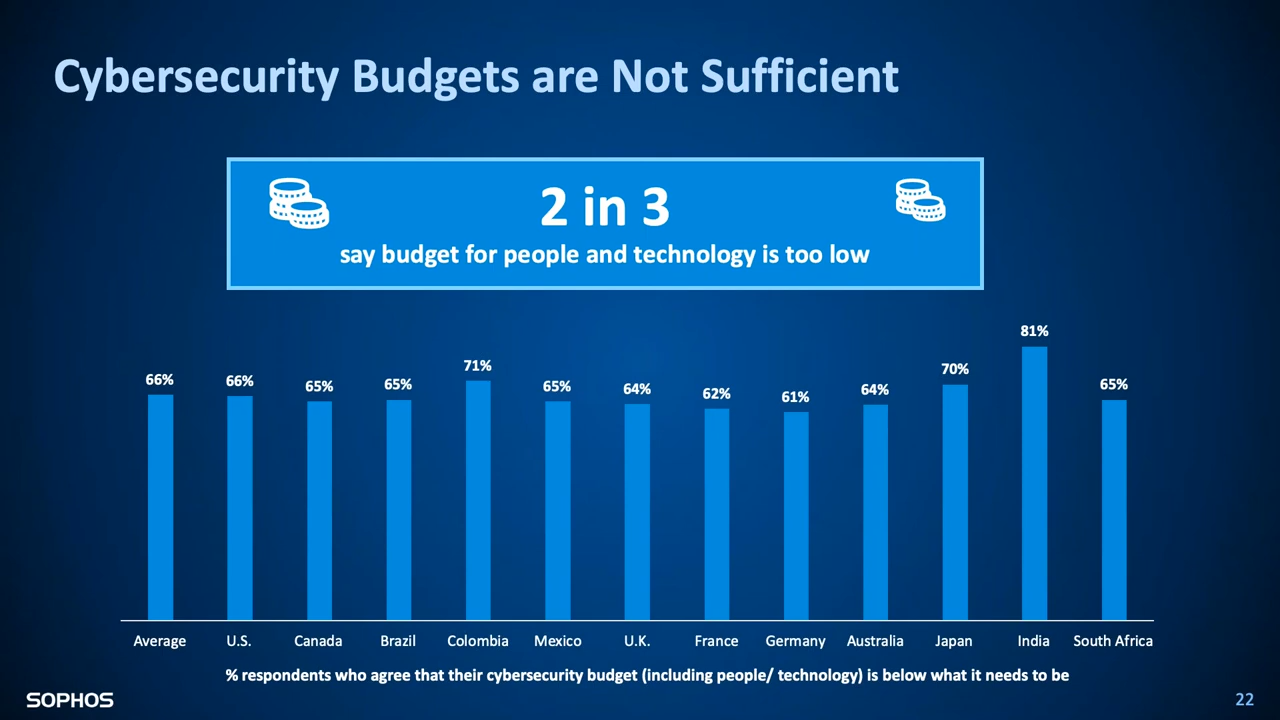 Cybersecurity Budgets are Not Sufficient
2 in 3
say budget for people and technology is too low
66% 66% 65% 65% 71% 65% 64% 62% 61% 64% 70% 81% 65%
Average U.S. Canada Brazil Colombia Mexico U.K. France Germany Australia Japan India South Africa
% respondents who agree that their cybersecurity budget (including people/ technology) is below what it needs to be
SOPHOS
22